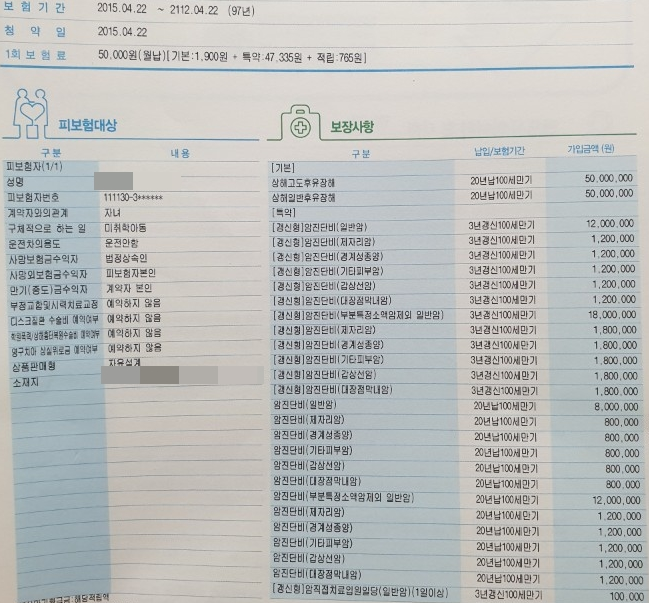 보험기간 2015.04.22 ~ 2112.04.22 (97년)
청약일 2015.04.22
1회보험료 50,000원(월납)[기본:1,900원 + 특약:47,335원 + 적립:765원]
피보험대상
구분 내용
피보험자(1/1)
성명
피보험자번호 111130-3******
계약자와의관계 자녀
구체적으로 하는 일 미취학아동
운전차의용도 운전안함
사망보험금수익자 법정상속인
사망외보험금수익자 피보험자본인
만기(중도)금수익자 계약자 본인
부정교합및시력치료교정 예약하지 않음
디스크질환 수술비 예약여부 예약하지 않음
예약하지 않음
영구치아 상실위로금 예약여부 예약하지 않음
상품판매형 자유설계
소재지
보장사항
구분 납입/보험기간 가입금액(원)
[기본]
상해고도후유장해 20년납100세만기 50,000,000
상해일반후유장해 20년납100세만기 50,000,000
[특약]
[갱신형]암진단비(일반암) 3년갱신100세만기 12,000,000
[갱신형]암진단비(제자리암) 3년갱신100세만기 1,200,000
[갱신형]암진단비(경계성종양) 3년갱신100세만기 1,200,000
[갱신형]암진단비(기타피부암) 3년갱신100세만기 1,200,000
[갱신형]암진단비(갑상선암) 3년갱신100세만기 1,200,000
[갱신형]암진단비(대장점막내암) 3년갱신100세만기 1,200,000
[갱신형]암진단비(부분특정소액암제외 일반암) 3년갱신100세만기 18,000,000
[갱신형]암진단비(제자리암) 3년갱신100세만기 1,800,000
[갱신형]암진단비(경계성종양) 3년갱신100세만기 1,800,000
[갱신형]암진단비(기타피부암) 3년갱신100세만기 1,800,000
[갱신형]암진단비(갑상선암) 3년갱신100세만기 1,800,000
[갱신형]암진단비(대장점막내암) 3년갱신100세만기 1,800,000
암진단비(일반암) 20년납100세만기 8,000,000
암진단비(제자리암) 20년납100세만기 800,000
암진단비(경계성종양) 20년납100세만기 800,000
암진단비(기타피부암) 20년납100세만기 800,000
암진단비(갑상선암) 20년납100세만기 800,000
암진단비(대장점막내암) 20년납100세만기 800,000
암진단비(부분특정소액암제외 일반암) 20년납100세만기 12,000,000
암진단비(제자리암) 20년납100세만기 1,200,000
암진단비(경계성종양) 20년납100세만기 1,200,000
암진단비(기타피부암) 20년납100세만기 1,200,000
암진단비(갑상선암) 20년납100세만기 1,200,000
암진단비(대장점막내암) 20년납100세만기 1,200,000
[갱신형]암직접치료입원일당(일반암)(1일이상) 3년갱신100세만기 100,000